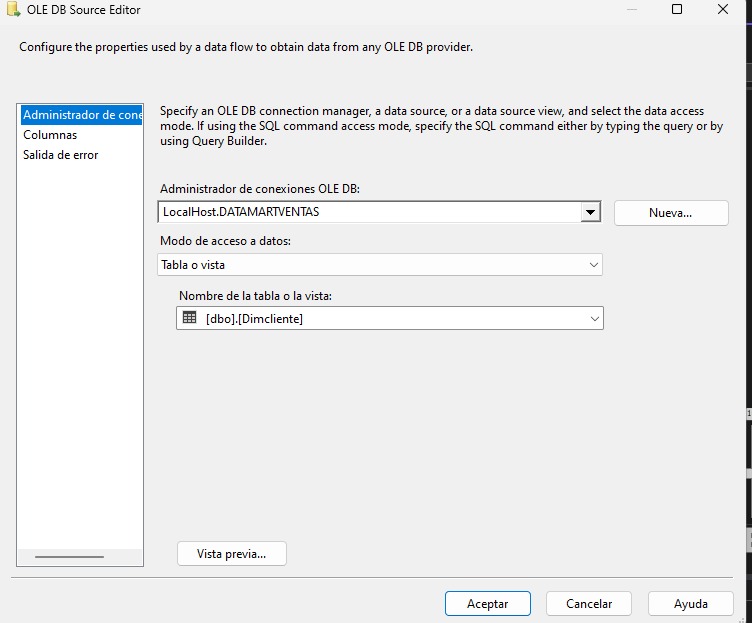 OLE DB Source Editor
Configure the properties used by a data flow to obtain data from any OLE DB provider.
Administrador de cone
Columnas
Salida de error
Specify an OLE DB connection manager, a data source, or a data source view, and select the data access
mode. If using the SQL command access mode, specify the SQL command either by typing the query or by
using Query Builder.
Administrador de conexiones OLE DB:
LocalHost.DATAMARTVENTAS
Nueva...
Modo de acceso a datos:
Tabla o vista
Nombre de la tabla o la vista:
[dbo].[Dimcliente]
Vista previa...
Aceptar
Cancelar
Ayuda